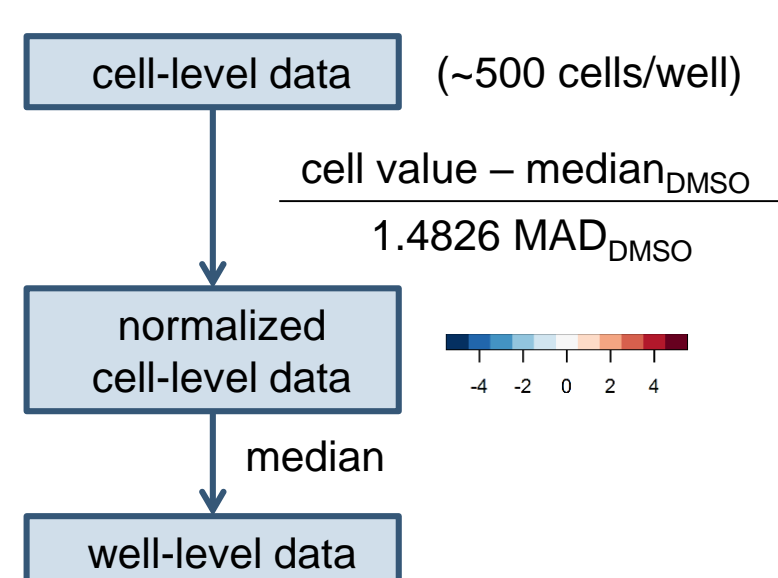 cell-level data (~500 cells/well)
cell value – median_DMSO
1.4826 MAD_DMSO
normalized
cell-level data
-4 -2 0 2 4
median
well-level data